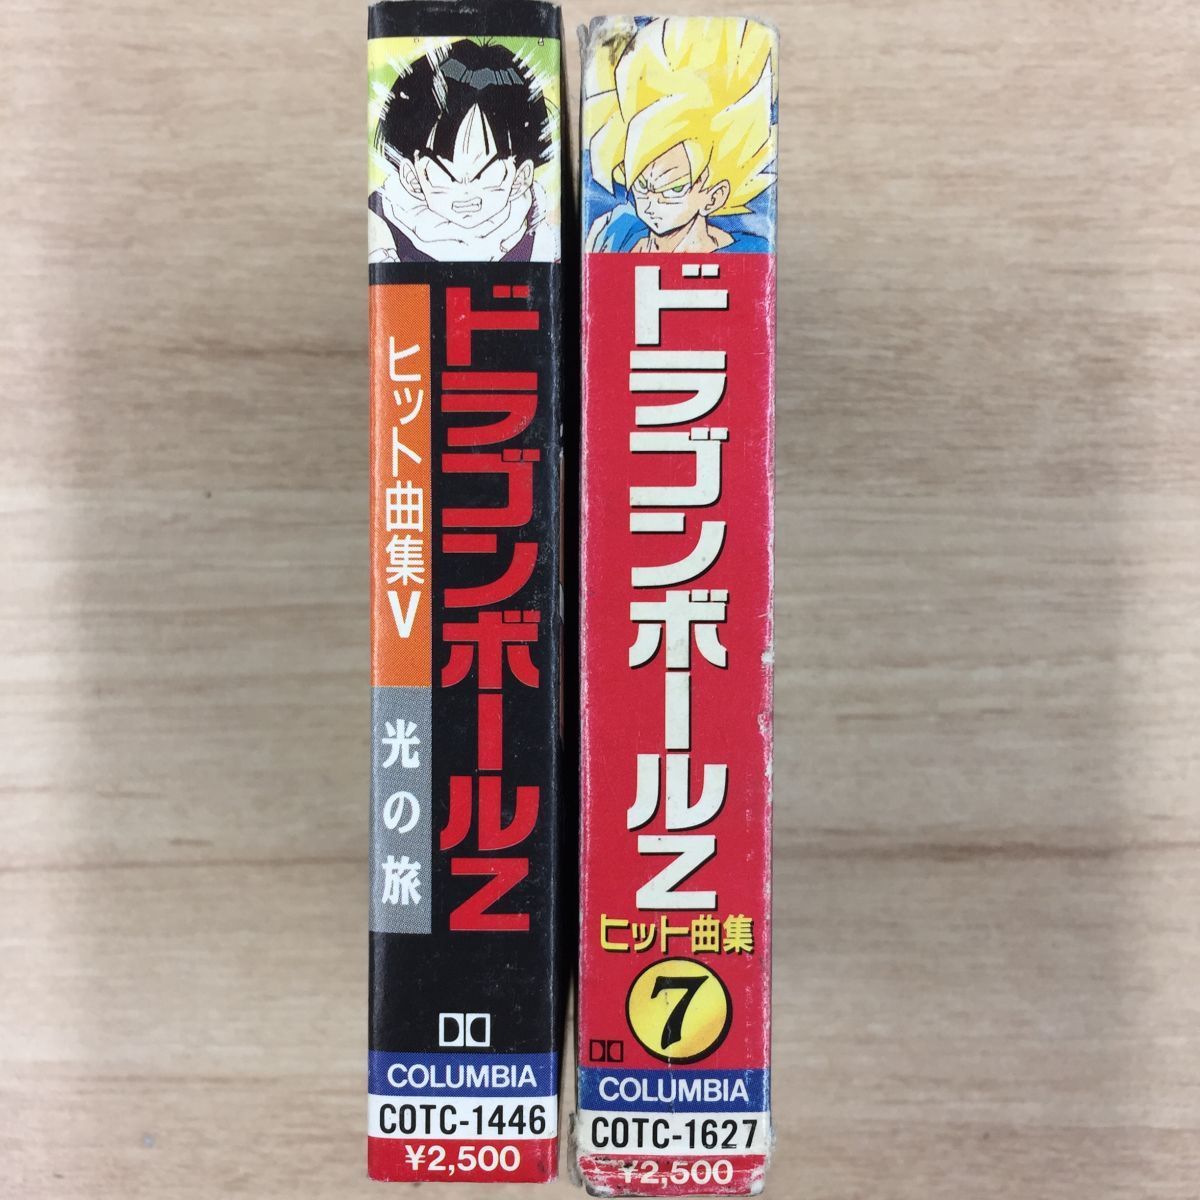 ドラゴンボールZ
ヒット曲集V
光の旅
COLUMBIA
COTC-1446
¥2,500
ドラゴンボールZ
ヒット曲集
7
COLUMBIA
COTC-1627
¥2,500